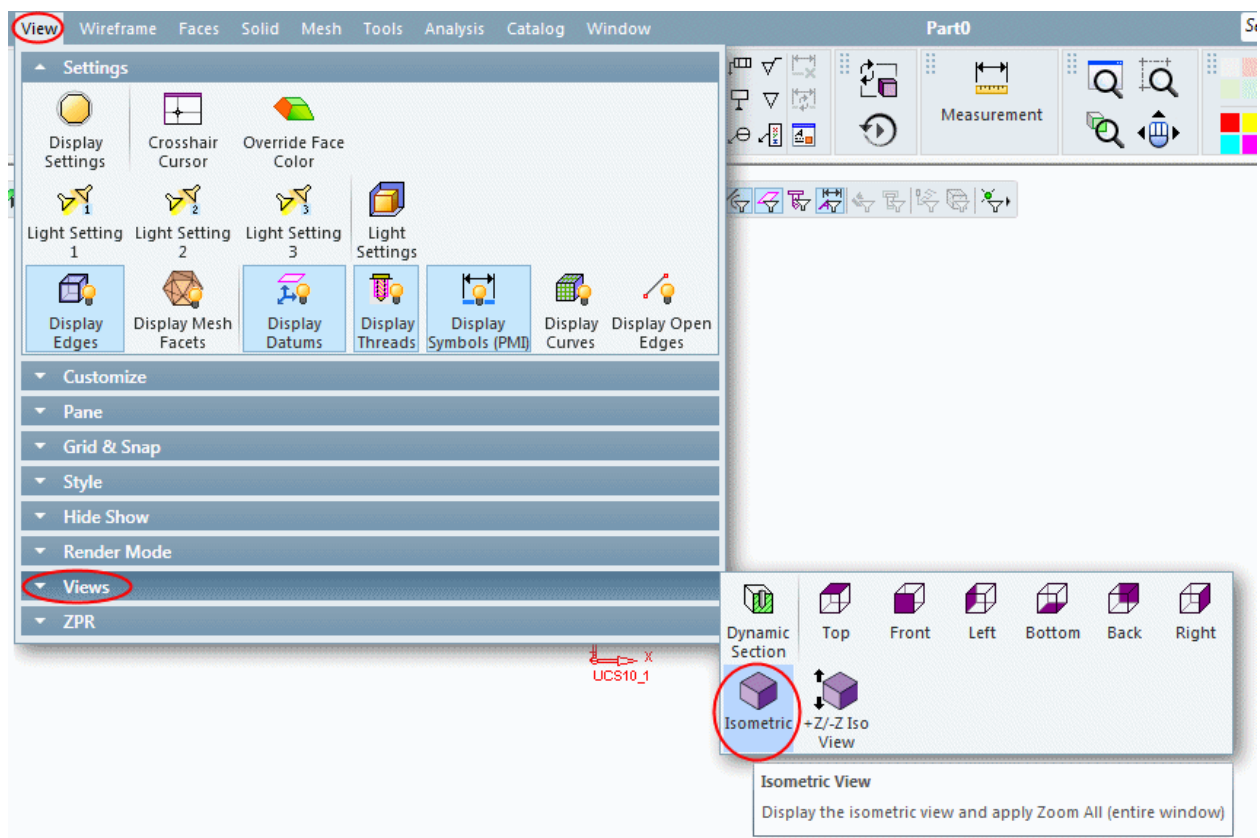 View Wireframe Faces Solid Mesh Tools Analysis Catalog Window Part0
Settings
Display Settings
Crosshair Cursor
Override Face Color
Measurement
Light Setting 1
Light Setting 2
Light Setting 3
Light Settings
Display Edges
Display Mesh Facets
Display Datums
Display Threads
Display Symbols (PMI)
Display Curves
Display Open Edges
Customize
Pane
Grid & Snap
Style
Hide Show
Render Mode
Views
ZPR
X
UCS10_1
Dynamic Section
Top
Front
Left
Bottom
Back
Right
Isometric
+Z/-Z Iso View
Isometric View
Display the isometric view and apply Zoom All (entire window)